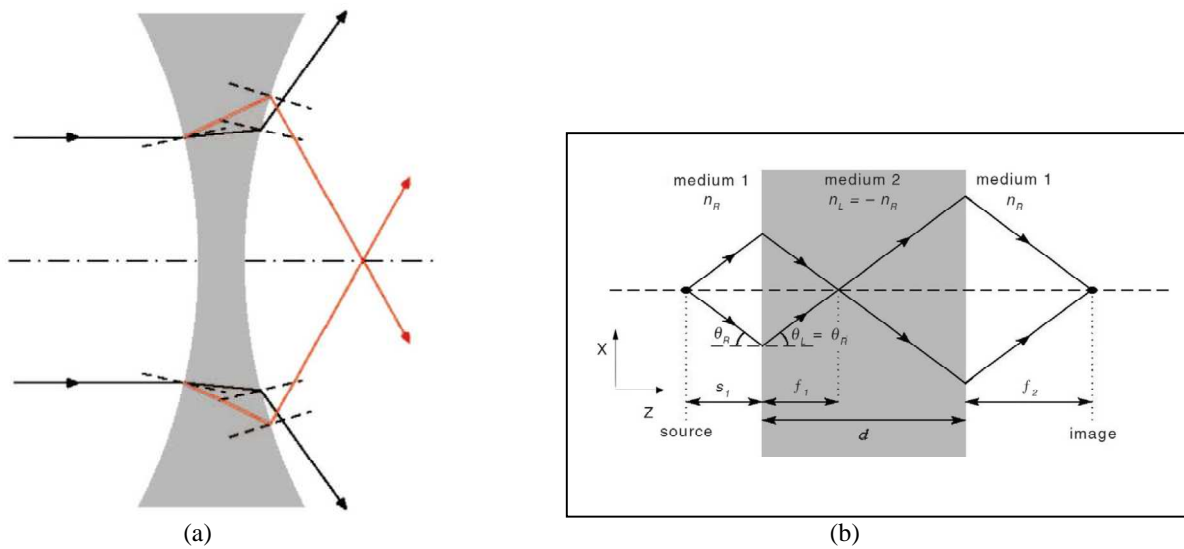 medium 1 medium 2 medium 1
n_R n_L = − n_R n_R
θ_R θ_L = θ_R
X
Z
s_1 f_1 f_2
d
source image
(a) (b)